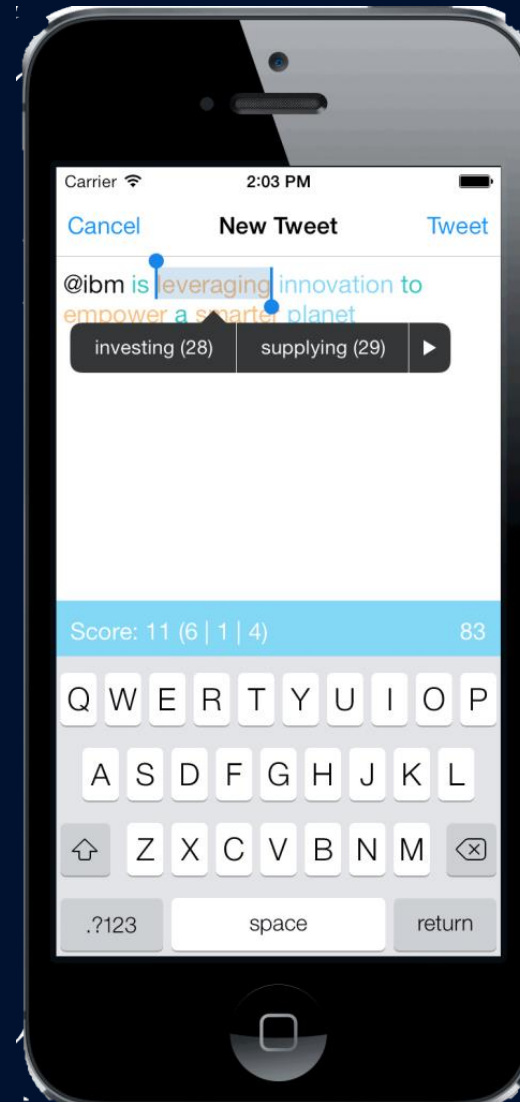 Carrier 2:03 PM
Cancel New Tweet Tweet
@ibm is leveraging innovation to
empower a smarter planet
investing (28) supplying (29) ▶
Score: 11 (6 | 1 | 4) 83
Q W E R T Y U I O P
A S D F G H J K L
Z X C V B N M
.?123 space return